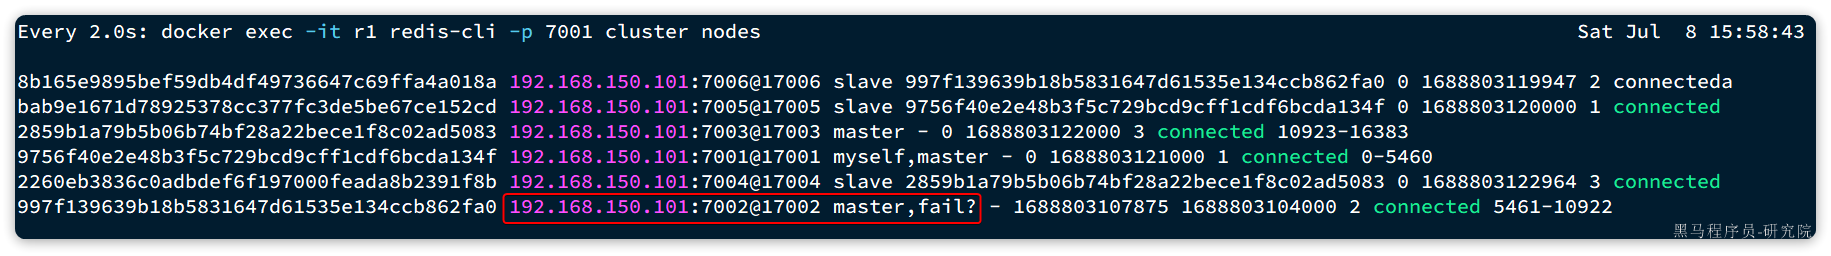 Every 2.0s: docker exec -it r1 redis-cli -p 7001 cluster nodes Sat Jul 8 15:58:43
8b165e9895bef59db4df49736647c69ffa4a018a 192.168.150.101:7006@17006 slave 997f139639b18b5831647d61535e134ccb862fa0 0 1688803119947 2 connecteda
bab9e1671d78925378cc377fc3de5be67ce152cd 192.168.150.101:7005@17005 slave 9756f40e2e48b3f5c729bcd9cff1cdf6bcda134f 0 1688803120000 1 connected
2859b1a79b5b06b74bf28a22bece1f8c02ad5083 192.168.150.101:7003@17003 master - 0 1688803122000 3 connected 10923-16383
9756f40e2e48b3f5c729bcd9cff1cdf6bcda134f 192.168.150.101:7001@17001 myself,master - 0 1688803121000 1 connected 0-5460
2260eb3836c0adbdef6f197000feada8b2391f8b 192.168.150.101:7004@17004 slave 2859b1a79b5b06b74bf28a22bece1f8c02ad5083 0 1688803122964 3 connected
997f139639b18b5831647d61535e134ccb862fa0 192.168.150.101:7002@17002 master,fail? - 1688803107875 1688803104000 2 connected 5461-10922
黑马程序员-研究院